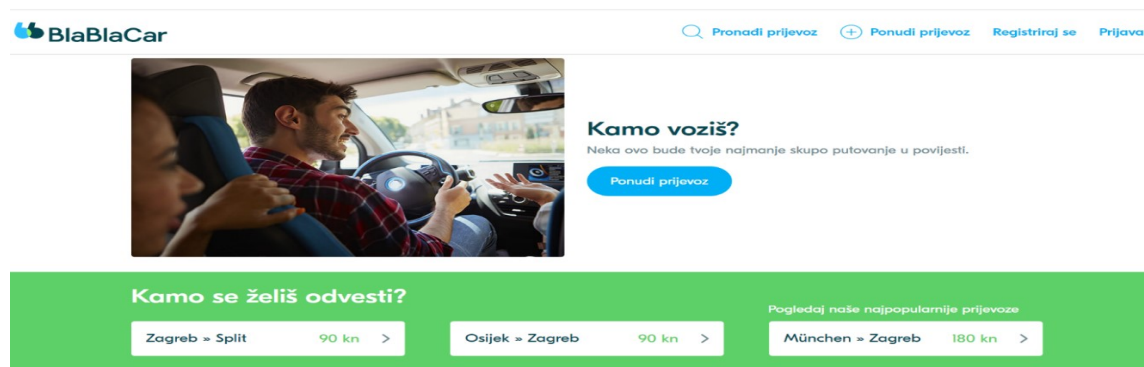 BlaBlaCar
Pronađi prijevoz
Ponudi prijevoz
Registriraj se
Prijava
Kamo voziš?
Neka ovo bude tvoje najmanje skupo putovanje u povijesti.
Ponudi prijevoz
Kamo se želiš odvesti?
Pogledaj naše najpopularnije prijevoze
Zagreb » Split 90 kn >
Osijek » Zagreb 90 kn >
München » Zagreb 180 kn >